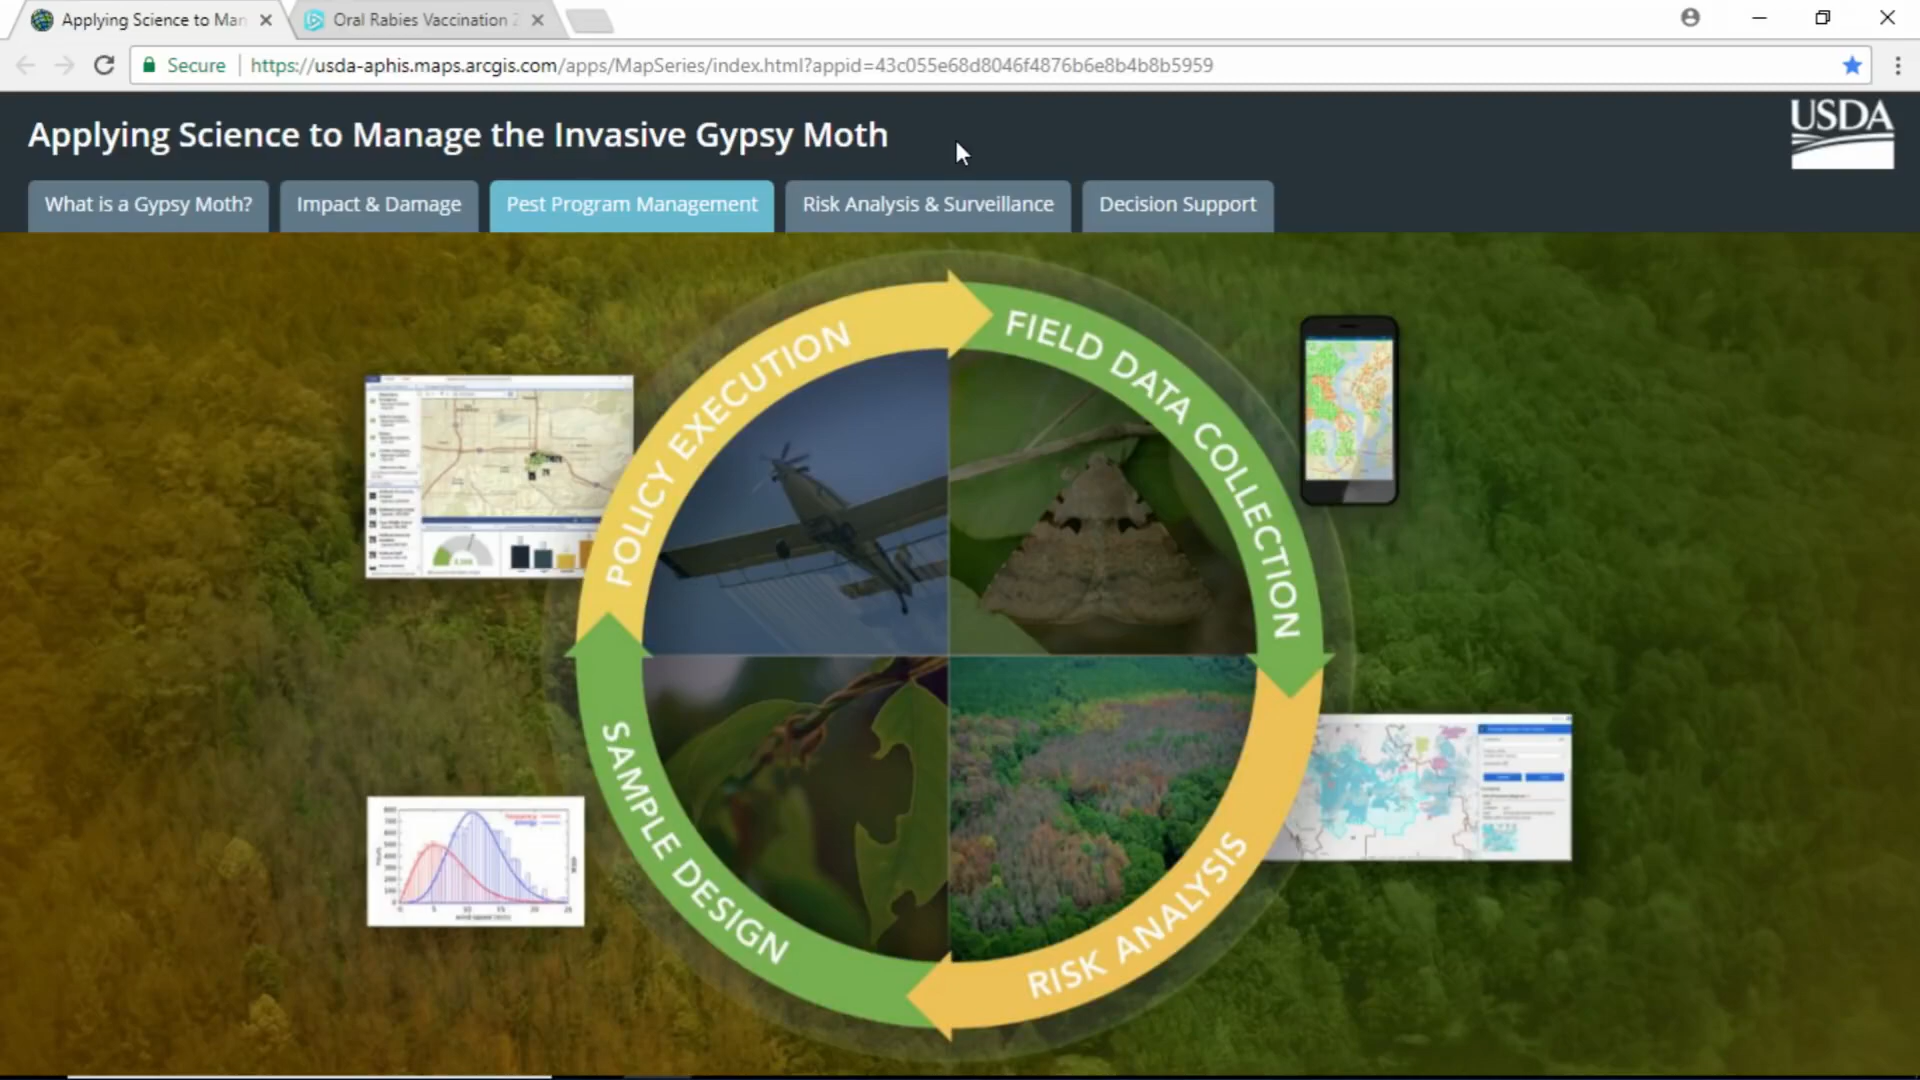 Applying Science to Man
Oral Rabies Vaccination Z
Secure
https://usda-aphis.maps.arcgis.com/apps/MapSeries/index.html?appid=43c055e68d8046f4876b6e8b4b8b5959
Applying Science to Manage the Invasive Gypsy Moth
USDA
What is a Gypsy Moth?
Impact & Damage
Pest Program Management
Risk Analysis & Surveillance
Decision Support
POLICY EXECUTION
FIELD DATA COLLECTION
SAMPLE DESIGN
RISK ANALYSIS